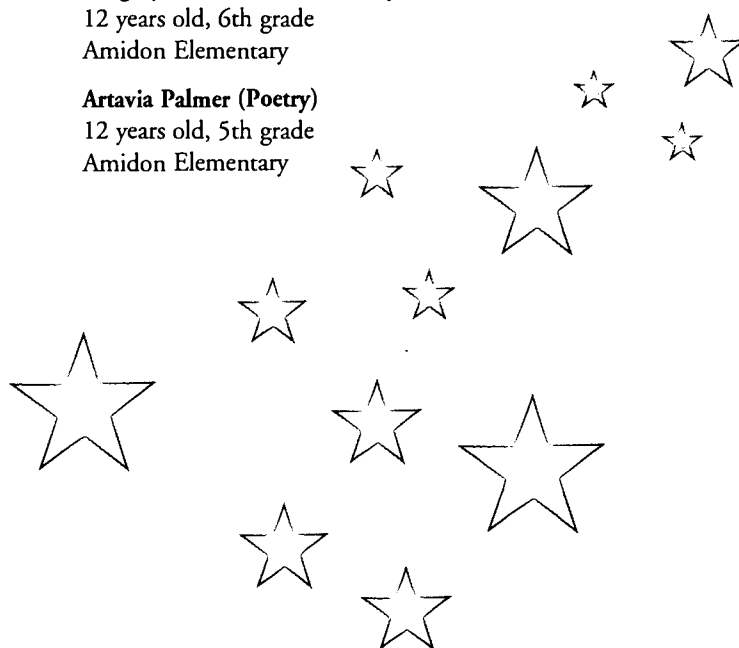 12 years old, 6th grade
Amidon Elementary
Artavia Palmer (Poetry)
12 years old, 5th grade
Amidon Elementary